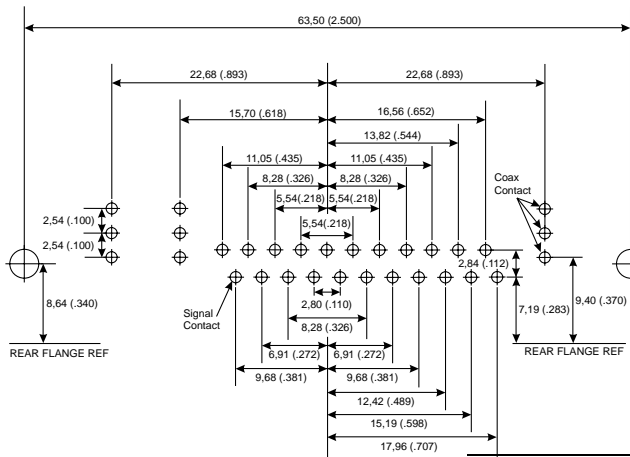 63,50 (2.500)
22,68 (.893) 22,68 (.893)
15,70 (.618) 16,56 (.652)
13,82 (.544)
11,05 (.435) 11,05 (.435)
8,28 (.326) 8,28 (.326)
5,54(.218) 5,54(.218)
5,54(.218)
Coax
Contact
2,54 (.100)
2,54 (.100)
2,84 (.112)
8,64 (.340)
Signal
Contact
2,80 (.110)
8,28 (.326)
7,19 (.283)
9,40 (.370)
REAR FLANGE REF REAR FLANGE REF
6,91 (.272) 6,91 (.272)
9,68 (.381) 9,68 (.381)
12,42 (.489)
15,19 (.598)
17,96 (.707)